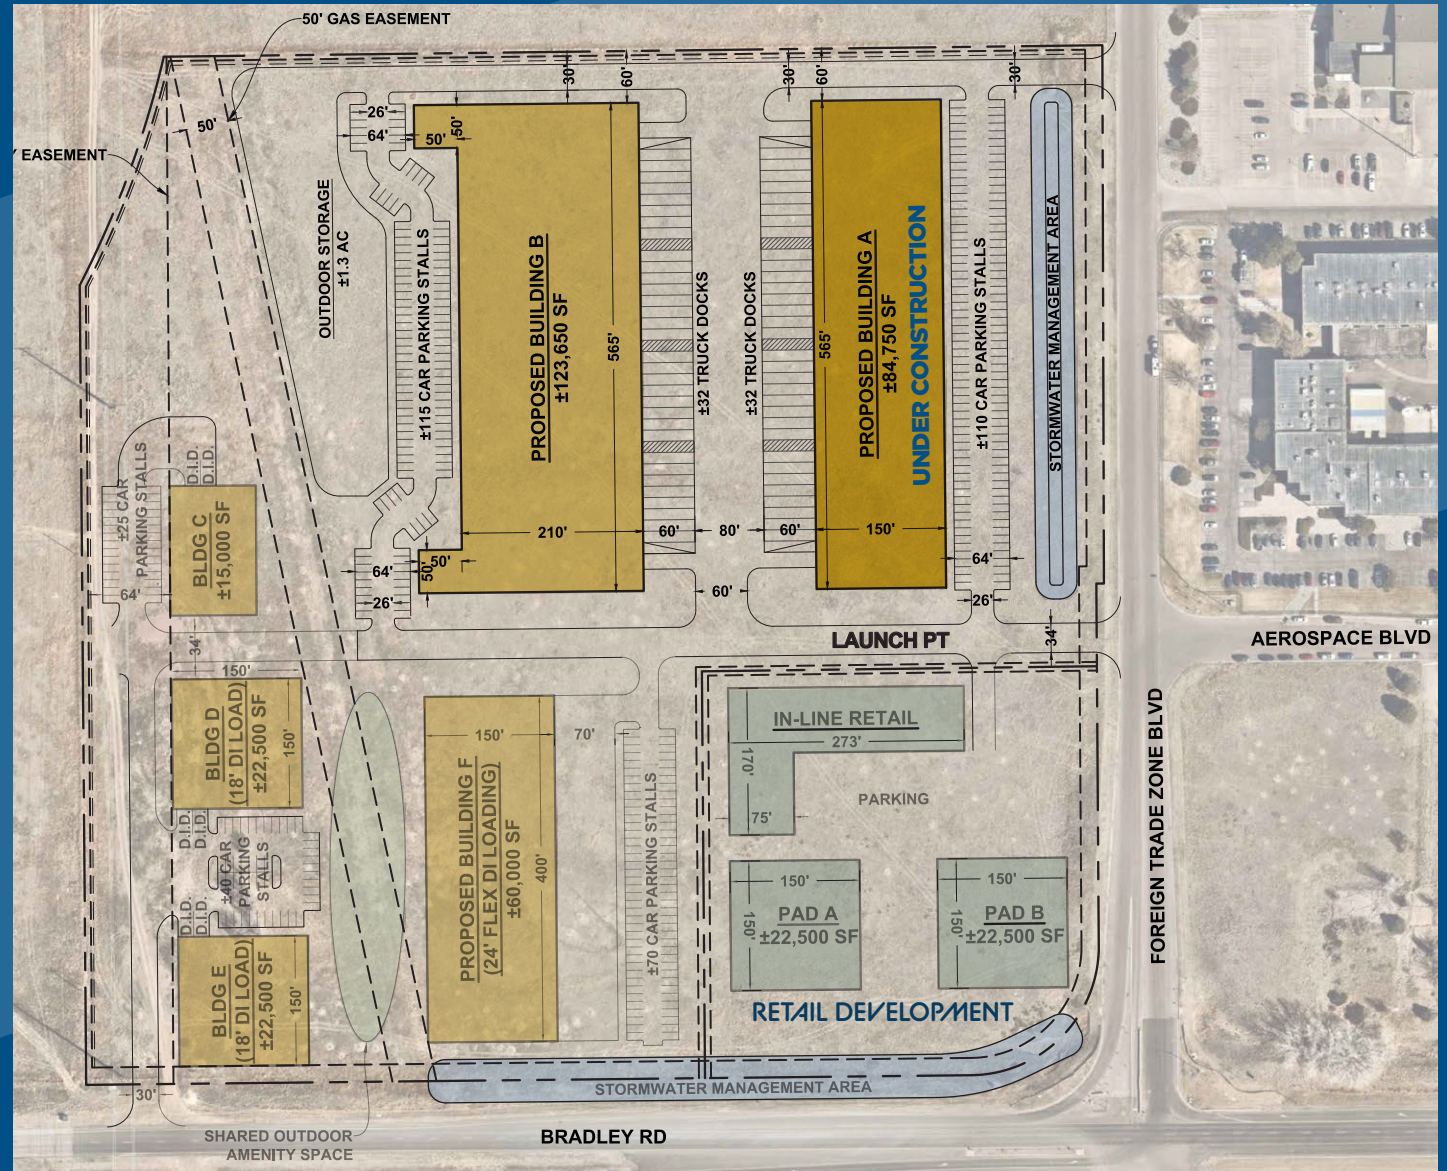 50' GAS EASEMENT
Y EASEMENT
50'
30'
60'
30'
60'
30'
26'
64'
50'
50'
OUTDOOR STORAGE
±1.3 AC
±115 CAR PARKING STALLS
PROPOSED BUILDING B
±123,650 SF
565'
±32 TRUCK DOCKS
±32 TRUCK DOCKS
565'
PROPOSED BUILDING A
±84,750 SF
UNDER CONSTRUCTION
±110 CAR PARKING STALLS
STORMWATER MANAGEMENT AREA
210'
60'
80'
60'
150'
64'
26'
50'
50'
64'
26'
60'
34'
±25 CAR
PARKING STALLS
D.I.D.
D.I.D.
BLDG C
±15,000 SF
64'
34'
LAUNCH PT
AEROSPACE BLVD
FOREIGN TRADE ZONE BLVD
150'
BLDG D
(18' DI LOAD)
±22,500 SF
150'
D.I.D.
D.I.D.
±40 CAR
PARKING
STALLS
D.I.D.
D.I.D.
BLDG E
(18' DI LOAD)
±22,500 SF
150'
30'
150'
70'
PROPOSED BUILDING F
(24' FLEX DI LOADING)
±60,000 SF
400'
±70 CAR PARKING STALLS
IN-LINE RETAIL
273'
170'
75'
PARKING
150'
150'
PAD A
±22,500 SF
150'
150'
PAD B
±22,500 SF
RETAIL DEVELOPMENT
STORMWATER MANAGEMENT AREA
SHARED OUTDOOR
AMENITY SPACE
BRADLEY RD